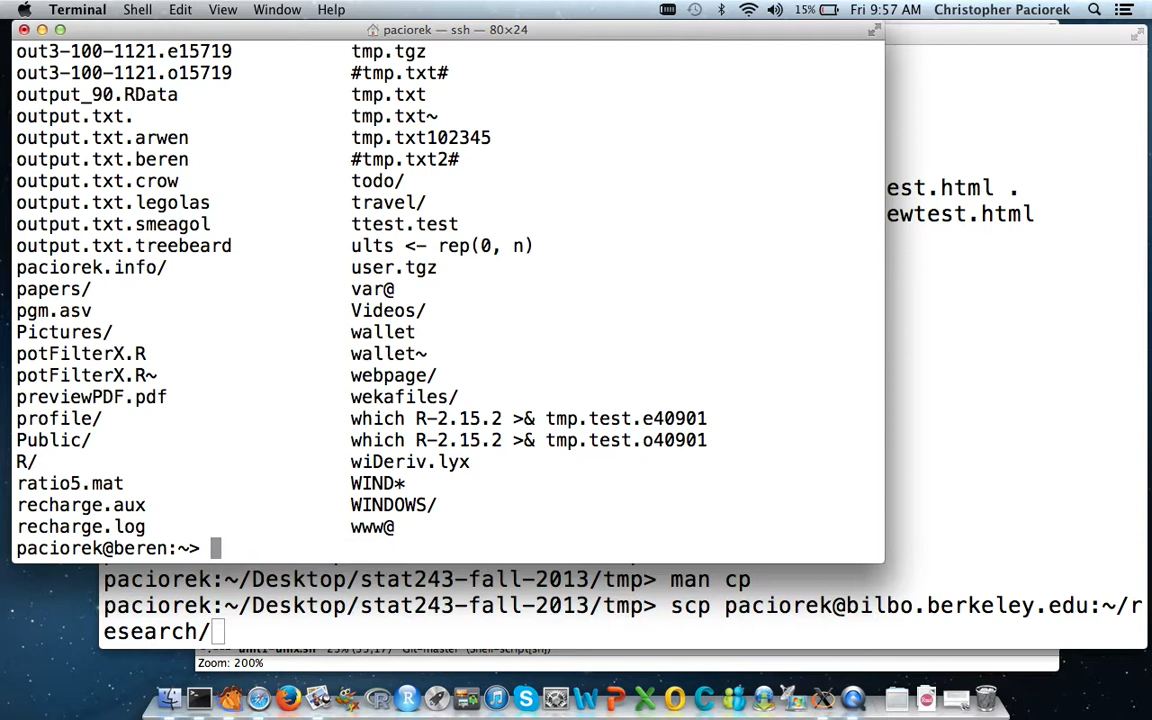 Terminal Shell Edit View Window Help 15% Fri 9:57 AM Christopher Paciorek
paciorek — ssh — 80×24
out3-100-1121.e15719 tmp.tgz
out3-100-1121.o15719 #tmp.txt#
output_90.RData tmp.txt
output.txt. tmp.txt~
output.txt.arwen tmp.txt102345
output.txt.beren #tmp.txt2#
output.txt.crow todo/
output.txt.legolas travel/
output.txt.smeagol ttest.test
output.txt.treebeard ults <- rep(0, n)
paciorek.info/ user.tgz
papers/ var@
pgm.asv Videos/
Pictures/ wallet
potFilterX.R wallet~
potFilterX.R~ webpage/
previewPDF.pdf wekafiles/
profile/ which R-2.15.2 >& tmp.test.e40901
Public/ which R-2.15.2 >& tmp.test.o40901
R/ wiDeriv.lyx
ratio5.mat WIND*
recharge.aux WINDOWS/
recharge.log www@
paciorek@beren:~>
est.html .
ewtest.html
paciorek:~/Desktop/stat243-fall-2013/tmp> man cp
paciorek:~/Desktop/stat243-fall-2013/tmp> scp paciorek@bilbo.berkeley.edu:~/r
esearch/
Zoom: 200%